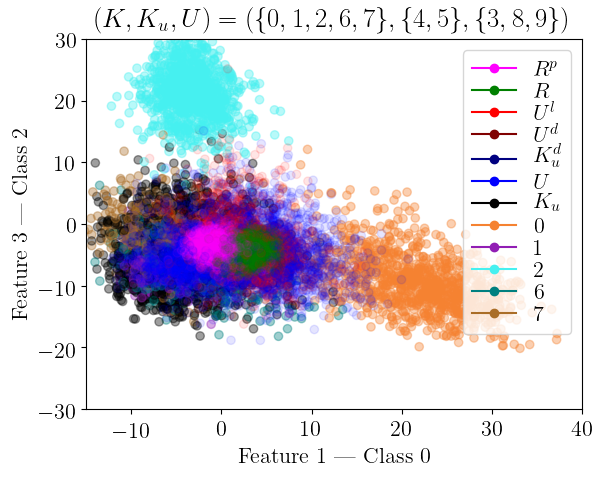 (K, K_u, U) = ({0, 1, 2, 6, 7}, {4, 5}, {3, 8, 9})
30
20
10
0
−10
−20
−30
Feature 3 — Class 2
R^p
R
U^l
U^d
K_u^d
U
K_u
0
1
2
6
7
−10
0
10
20
30
40
Feature 1 — Class 0